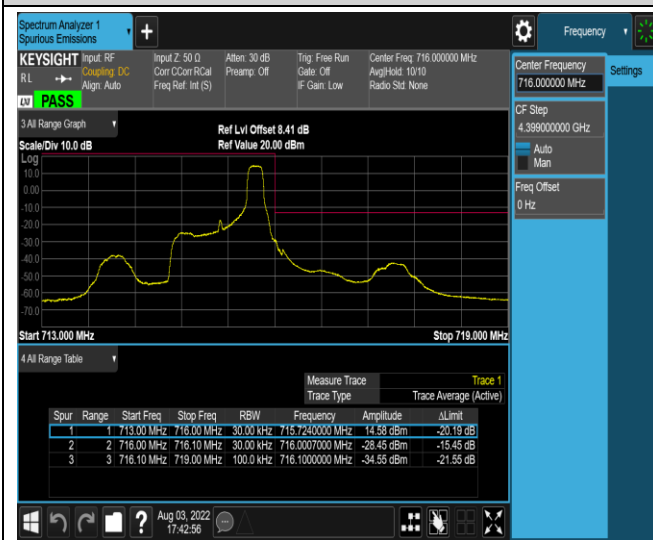 Spectrum Analyzer 1
Spurious Emissions
+
Frequency
KEYSIGHT Input: RF
RL Coupling: DC
Align: Auto
Input Z: 50 Ω
Corr CCorr RCal
Freq Ref: Int (S)
Atten: 30 dB
Preamp: Off
Trig: Free Run
Gate: Off
IF Gain: Low
Center Freq: 716.000000 MHz
Avg|Hold: 10/10
Radio Std: None
LXI PASS
Center Frequency
716.000000 MHz
Settings
CF Step
4.399000000 GHz
Auto
Man
Freq Offset
0 Hz
3 All Range Graph
Ref Lvl Offset 8.41 dB
Scale/Div 10.0 dB
Ref Value 20.00 dBm
Log
10.0
0.00
-10.0
-20.0
-30.0
-40.0
-50.0
-60.0
-70.0
Start 713.000 MHz
Stop 719.000 MHz
4 All Range Table
Measure Trace Trace 1
Trace Type Trace Average (Active)
Spur Range Start Freq Stop Freq RBW Frequency Amplitude ΔLimit
1 1 713.00 MHz 716.00 MHz 30.00 kHz 715.7240000 MHz 14.58 dBm -20.19 dB
2 2 716.00 MHz 716.10 MHz 30.00 kHz 716.0007000 MHz -28.45 dBm -15.45 dB
3 3 716.10 MHz 719.00 MHz 100.0 kHz 716.1000000 MHz -34.55 dBm -21.55 dB
?
Aug 03, 2022
17:42:56